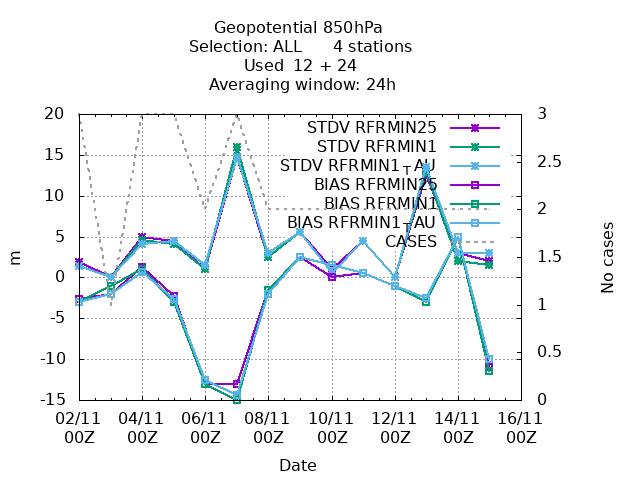 Geopotential 850hPa
Selection: ALL 4 stations
Used 12 + 24
Averaging window: 24h
STDV RFRMIN25
STDV RFRMIN1
STDV RFRMIN1_AU
BIAS RFRMIN25
BIAS RFRMIN1
BIAS RFRMIN1_AU
CASES
20
15
10
5
0
-5
-10
-15
m
3
2.5
2
1.5
1
0.5
0
No cases
02/11 04/11 06/11 08/11 10/11 12/11 14/11 16/11
00Z 00Z 00Z 00Z 00Z 00Z 00Z 00Z
Date